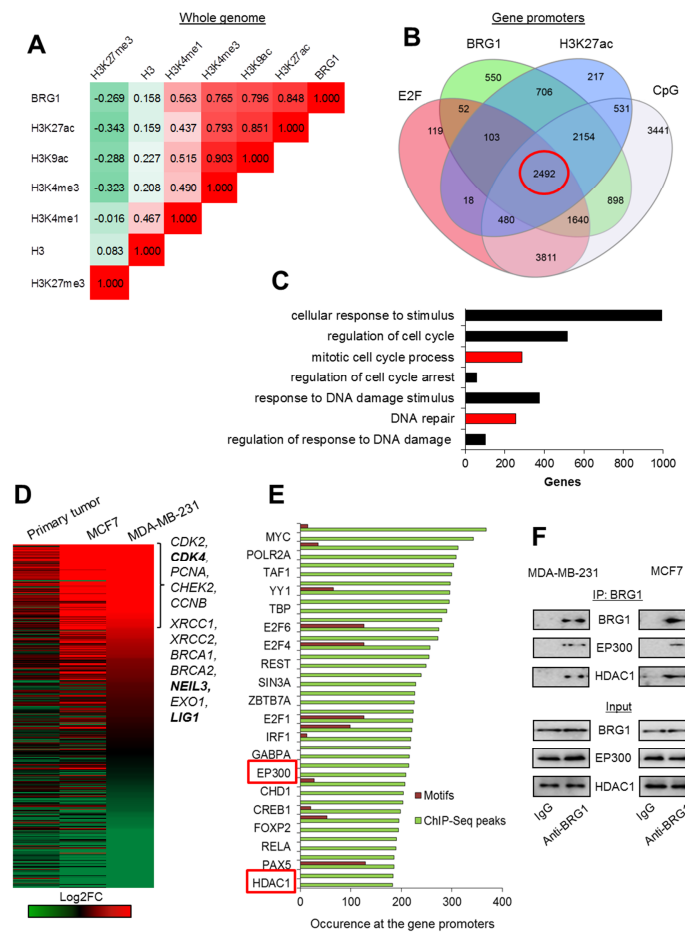 Whole genome
A
H3K27me3
H3
H3K4me1
H3K4me3
H3K9ac
H3K27ac
BRG1
BRG1 -0.269 0.158 0.563 0.765 0.796 0.848 1.000
H3K27ac -0.343 0.159 0.437 0.793 0.851 1.000
H3K9ac -0.288 0.227 0.515 0.903 1.000
H3K4me3 -0.323 0.208 0.490 1.000
H3K4me1 -0.016 0.467 1.000
H3 0.083 1.000
H3K27me3 1.000
Gene promoters
B
BRG1 H3K27ac
E2F CpG
550 217
52 706 531
119 103 2154 3441
2492
18 898
480 1640
3811
C
cellular response to stimulus
regulation of cell cycle
mitotic cell cycle process
regulation of cell cycle arrest
response to DNA damage stimulus
DNA repair
regulation of response to DNA damage
0 200 400 600 800 1000
Genes
D
Primary tumor
MCF7
MDA-MB-231
CDK2,
CDK4,
PCNA,
CHEK2,
CCNB
XRCC1,
XRCC2,
BRCA1,
BRCA2,
NEIL3,
EXO1,
LIG1
Log2FC
E
MYC
POLR2A
TAF1
YY1
TBP
E2F6
E2F4
REST
SIN3A
ZBTB7A
E2F1
IRF1
GABPA
EP300
CHD1
CREB1
FOXP2
RELA
PAX5
HDAC1
Motifs
ChIP-Seq peaks
0 100 200 300 400
Occurence at the gene promoters
F
MDA-MB-231 MCF7
IP: BRG1
BRG1
EP300
HDAC1
Input
BRG1
EP300
HDAC1
IgG
Anti-BRG1
IgG
Anti-BRG1